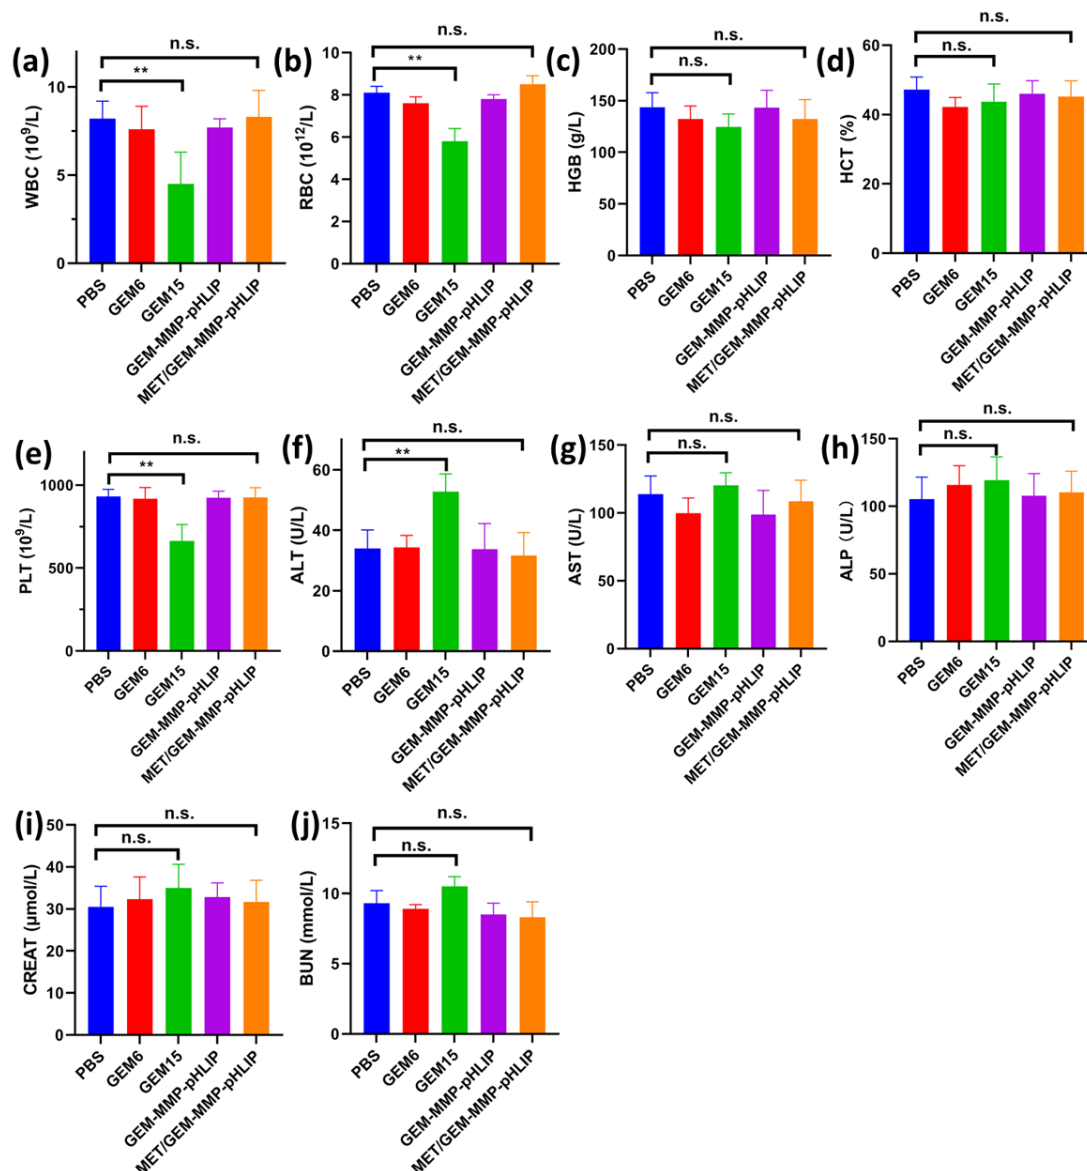 (a)
n.s.
**
WBC (10⁹/L)
10
5
0
PBS
GEM6
GEM15
GEM-MMP-pHLIP
MET/GEM-MMP-pHLIP
(b)
n.s.
**
RBC (10¹²/L)
10
8
6
4
2
0
PBS
GEM6
GEM15
GEM-MMP-pHLIP
MET/GEM-MMP-pHLIP
(c)
n.s.
n.s.
HGB (g/L)
200
150
100
50
0
PBS
GEM6
GEM15
GEM-MMP-pHLIP
MET/GEM-MMP-pHLIP
(d)
n.s.
n.s.
HCT (%)
60
40
20
0
PBS
GEM6
GEM15
GEM-MMP-pHLIP
MET/GEM-MMP-pHLIP
(e)
n.s.
**
PLT (10⁹/L)
1000
500
0
PBS
GEM6
GEM15
GEM-MMP-pHLIP
MET/GEM-MMP-pHLIP
(f)
n.s.
**
ALT (U/L)
60
40
20
0
PBS
GEM6
GEM15
GEM-MMP-pHLIP
MET/GEM-MMP-pHLIP
(g)
n.s.
n.s.
AST (U/L)
150
100
50
0
PBS
GEM6
GEM15
GEM-MMP-pHLIP
MET/GEM-MMP-pHLIP
(h)
n.s.
n.s.
ALP（U/L)
150
100
50
0
PBS
GEM6
GEM15
GEM-MMP-pHLIP
MET/GEM-MMP-pHLIP
(i)
n.s.
n.s.
CREAT (μmol/L)
50
40
30
20
10
0
PBS
GEM6
GEM15
GEM-MMP-pHLIP
MET/GEM-MMP-pHLIP
(j)
n.s.
n.s.
BUN (mmol/L)
15
10
5
0
PBS
GEM6
GEM15
GEM-MMP-pHLIP
MET/GEM-MMP-pHLIP